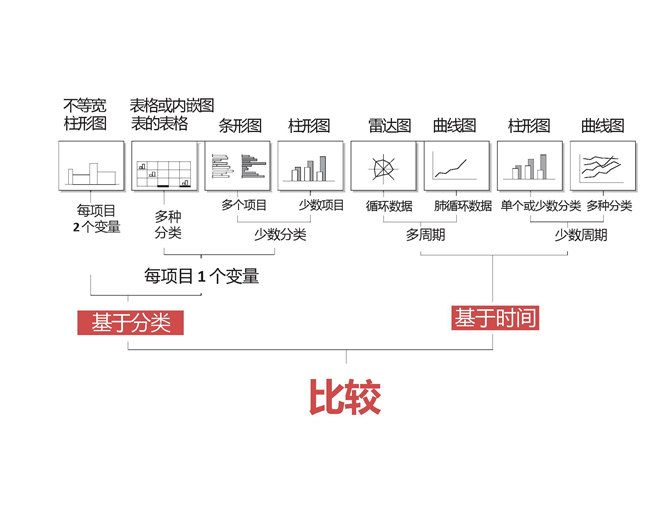 不等宽
柱形图
表格或内嵌图
表的表格
条形图
柱形图
雷达图
曲线图
柱形图
曲线图
每项目
2个变量
多种
分类
多个项目
少数项目
循环数据
肺循环数据
单个或少数分类
多种分类
少数分类
多周期
少数周期
每项目1个变量
基于分类
基于时间
比较